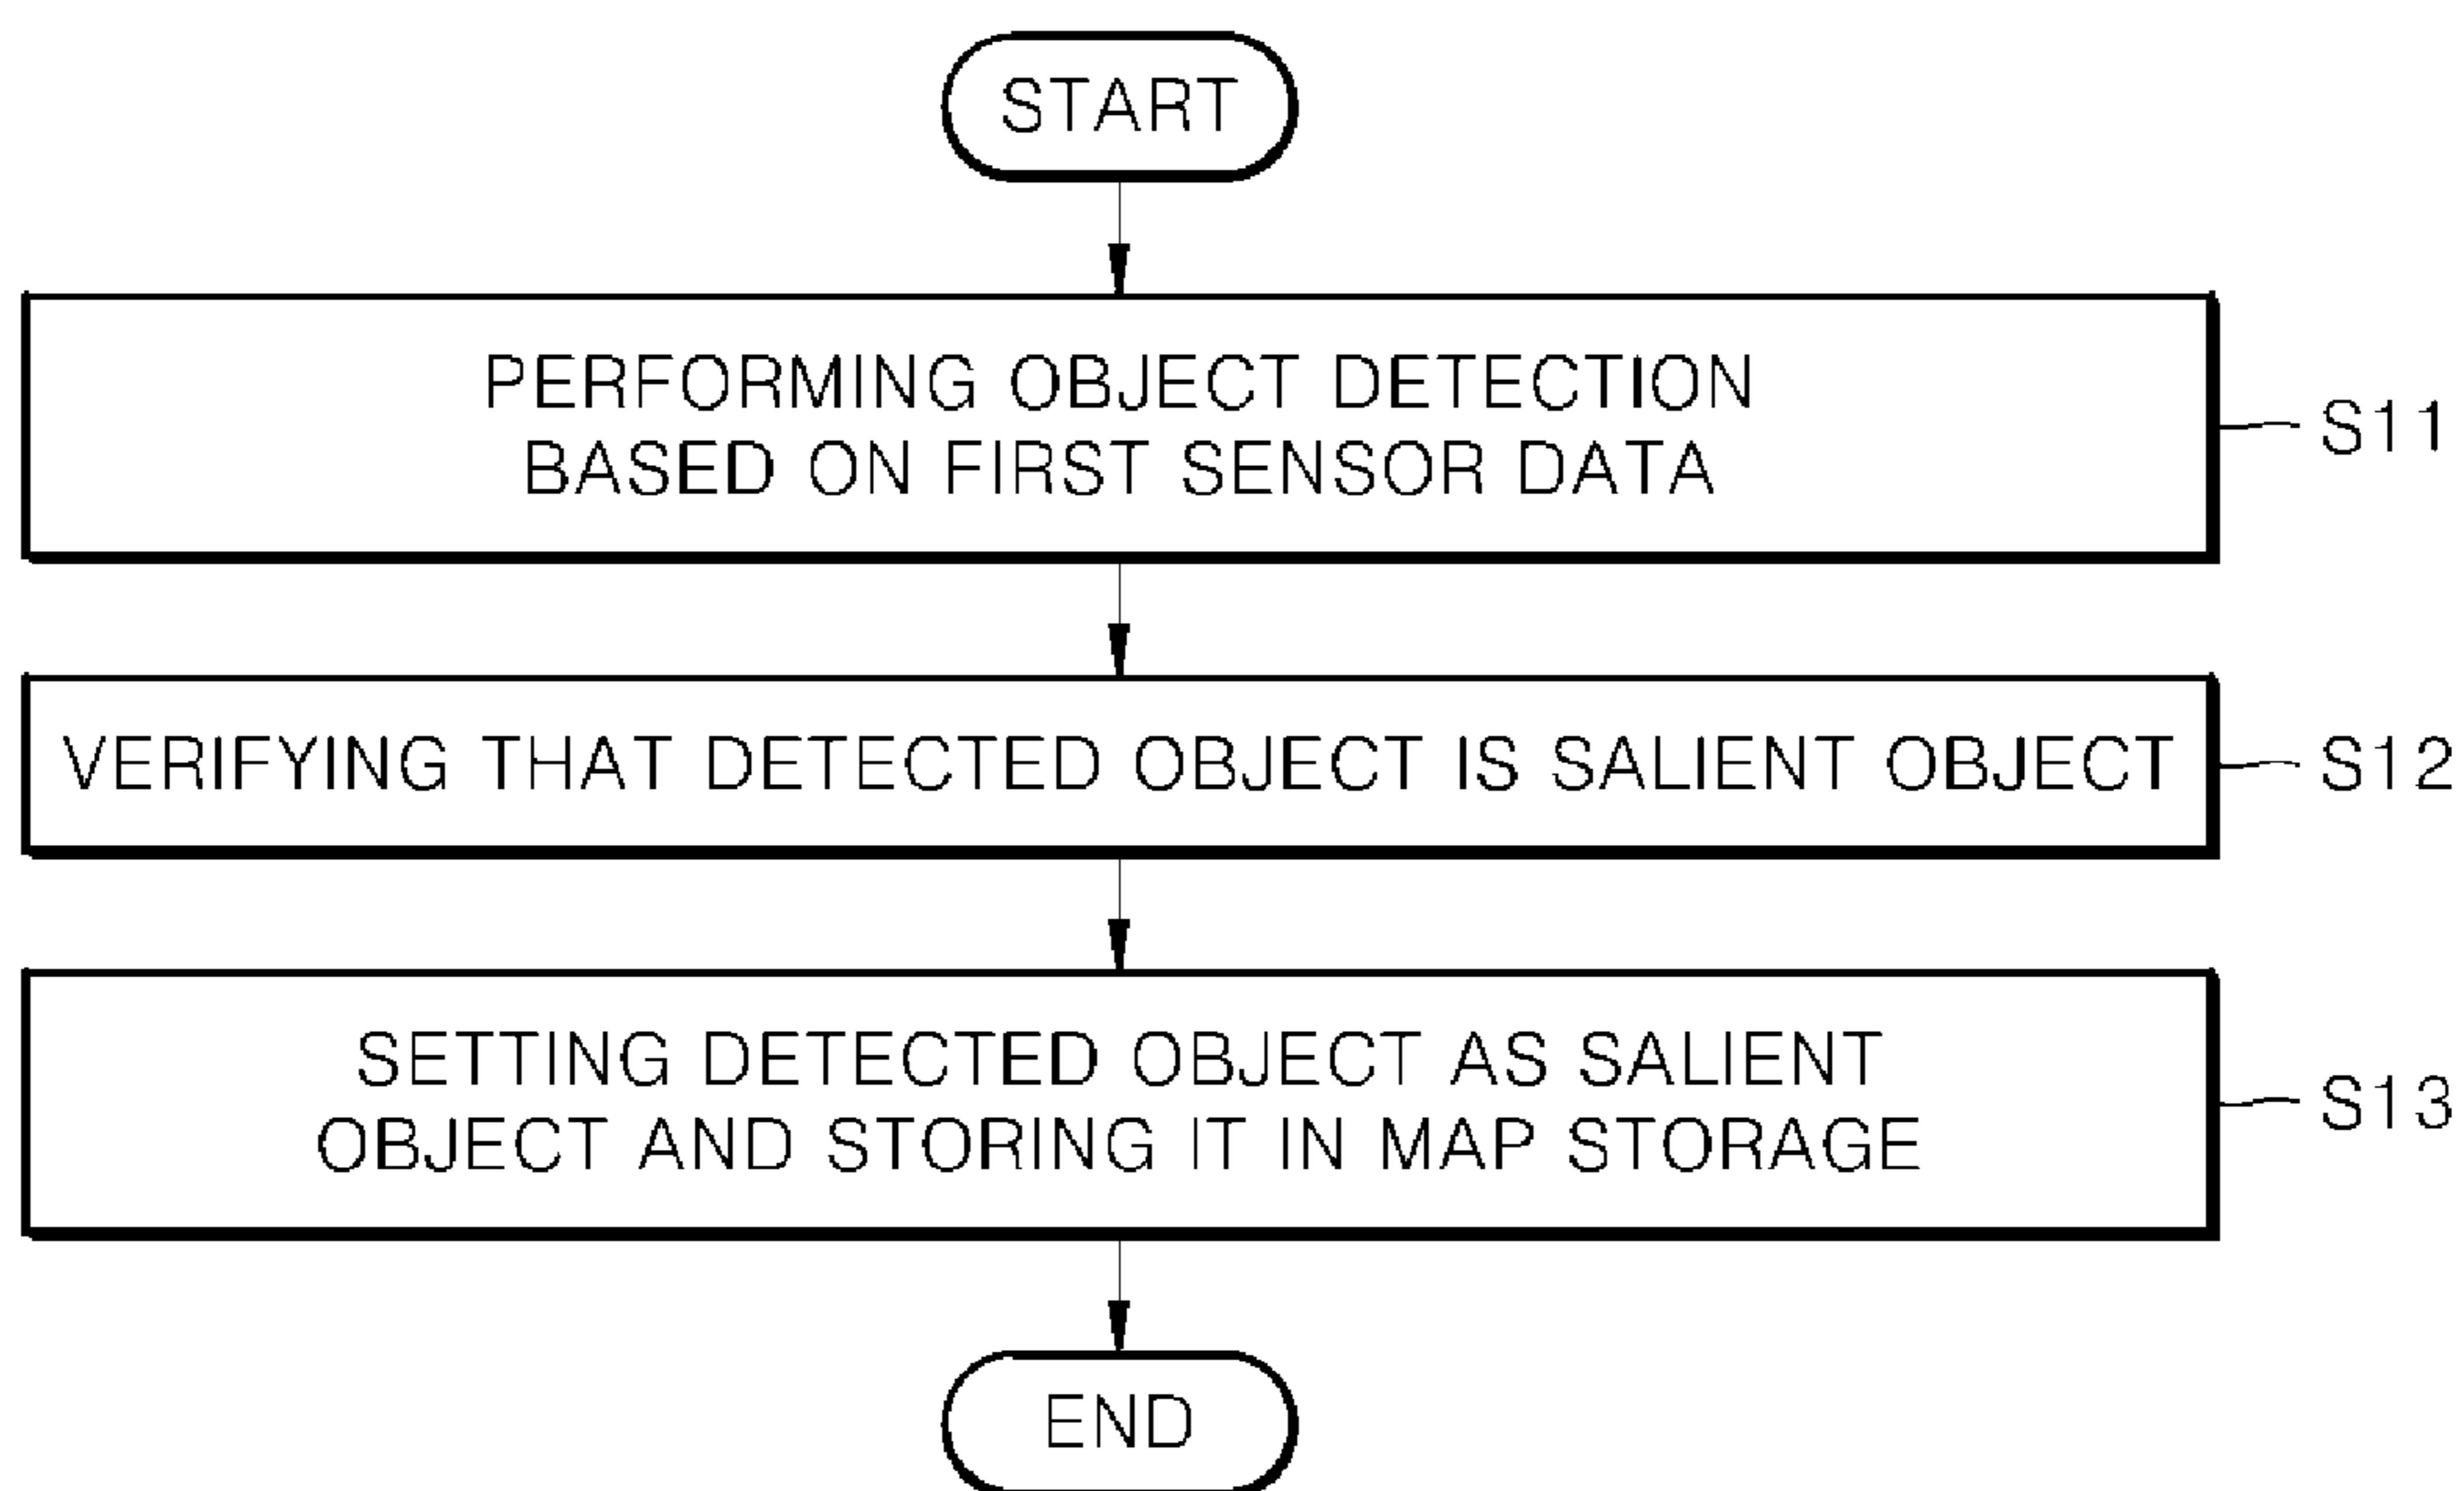 START
PERFORMING OBJECT DETECTION
BASED ON FIRST SENSOR DATA
S11
VERIFYING THAT DETECTED OBJECT IS SALIENT OBJECT
S12
SETTING DETECTED OBJECT AS SALIENT
OBJECT AND STORING IT IN MAP STORAGE
S13
END